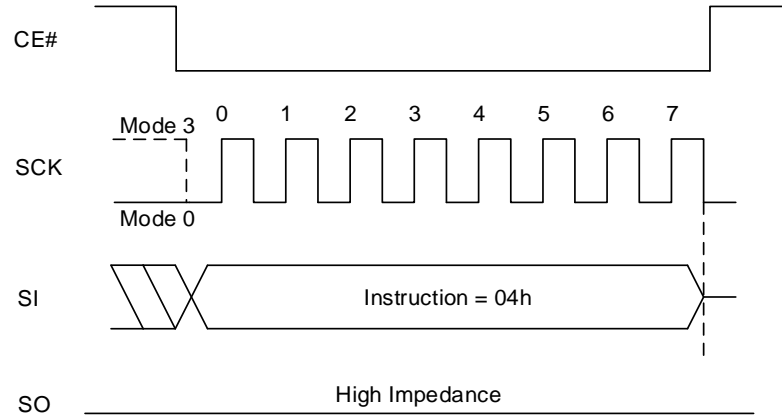 CE#
0 1 2 3 4 5 6 7
Mode 3
SCK
Mode 0
SI
Instruction = 04h
High Impedance
SO